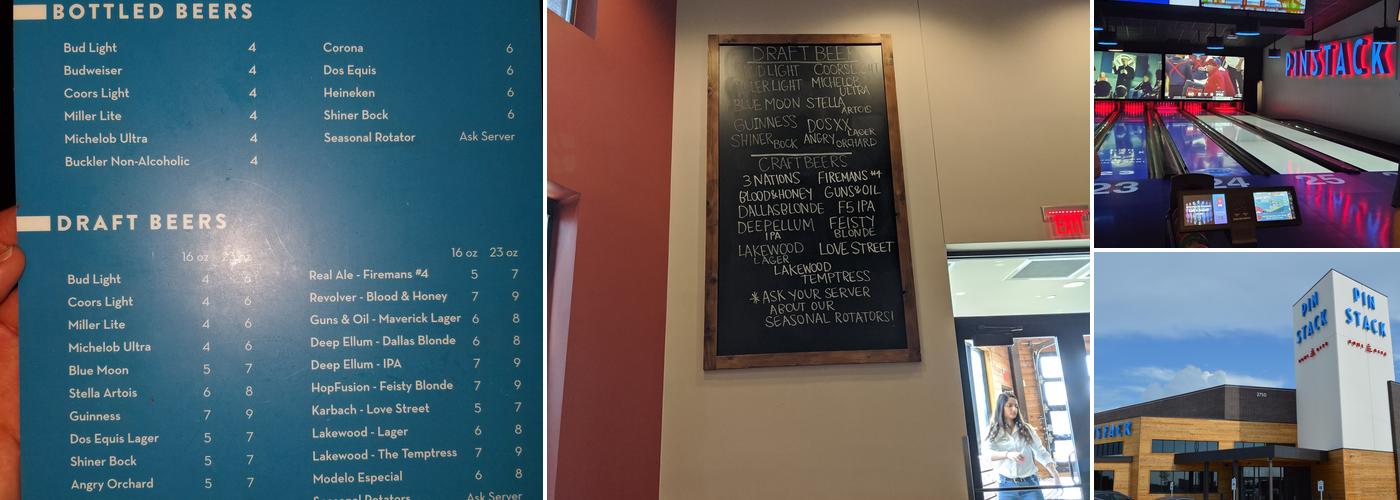 BOTTLED BEERS
Bud Light 4
Budweiser 4
Coors Light 4
Miller Lite 4
Michelob Ultra 4
Buckler Non-Alcoholic 4
Corona 6
Dos Equis 6
Heineken 6
Shiner Bock 6
Seasonal Rotator Ask Server
DRAFT BEERS
16 oz 23 oz
Bud Light 4 6
Coors Light 4 6
Miller Lite 4 6
Michelob Ultra 4 6
Blue Moon 5 7
Stella Artois 6 8
Guinness 7 9
Dos Equis Lager 5 7
Shiner Bock 5 7
Angry Orchard 5 7
16 oz 23 oz
Real Ale - Firemans #4 5 7
Revolver - Blood & Honey 7 9
Guns & Oil - Maverick Lager 6 8
Deep Ellum - Dallas Blonde 6 8
Deep Ellum - IPA 7 9
HopFusion - Feisty Blonde 7 9
Karbach - Love Street 5 7
Lakewood - Lager 6 8
Lakewood - The Temptress 7 9
Modelo Especial 6 8
Seasonal Rotators Ask Server
DRAFT BEER
COORSLIGHT
MICHELOB
ULTRA
BLUE MOON STELLA
ARTOIS
GUINNESS DOSXX
LAGER
SHINER BOCK ANGRY ORCHARD
CRAFT BEERS
3 NATIONS FIREMANS #4
BLOOD&HONEY GUNS&OIL
DALLASBLONDE F5 IPA
DEEPELLUM FEISTY
IPA BLONDE
LAKEWOOD LOVE STREET
LAGER
LAKEWOOD
TEMPTRESS
* ASK YOUR SERVER
ABOUT OUR
SEASONAL ROTATORS!
EXIT
PINSTACK
23 24 25
PIN
STACK
PIN
STACK
2750